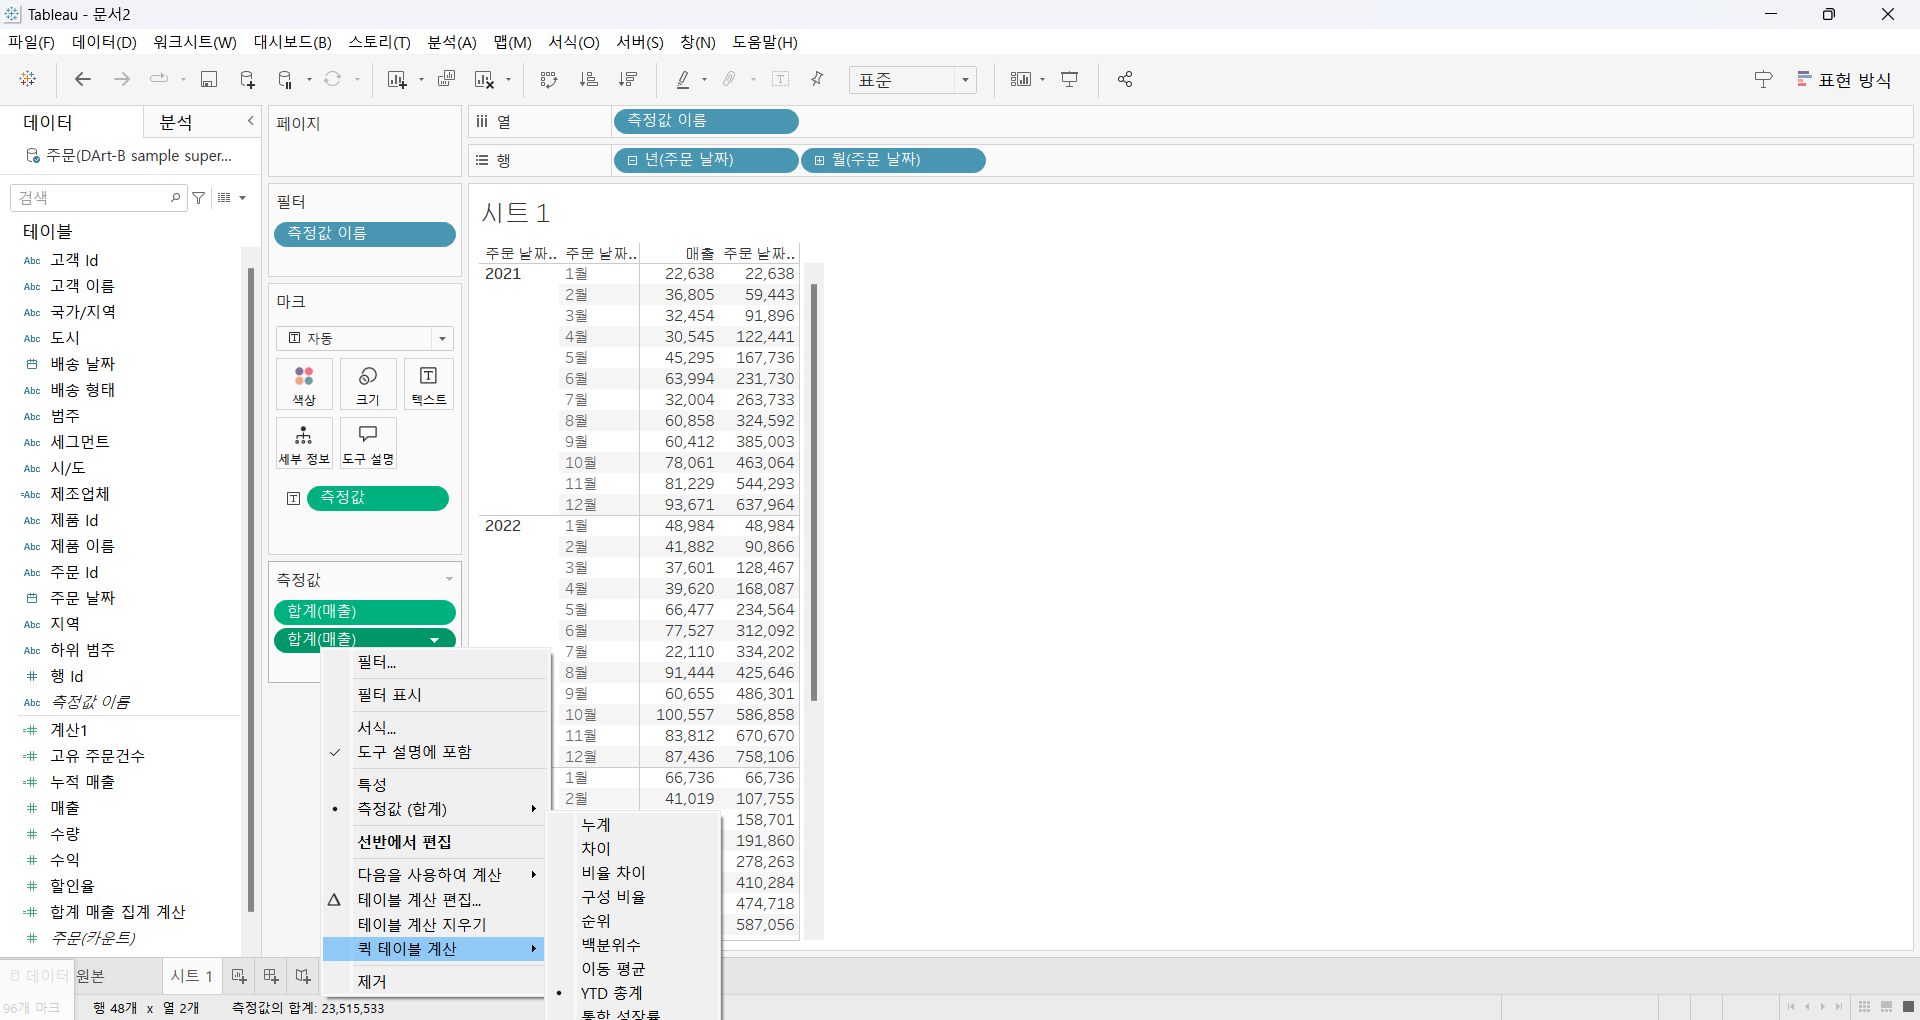 Tableau - 문서2
파일(F) 데이터(D) 워크시트(W) 대시보드(B) 스토리(T) 분석(A) 맵(M) 서식(O) 서버(S) 창(N) 도움말(H)
표준
표현 방식
데이터 분석
주문(DArt-B sample super...
검색
테이블
Abc 고객 Id
Abc 고객 이름
Abc 국가/지역
Abc 도시
배송 날짜
Abc 배송 형태
Abc 범주
Abc 세그먼트
Abc 시/도
=Abc 제조업체
Abc 제품 Id
Abc 제품 이름
Abc 주문 Id
주문 날짜
Abc 지역
Abc 하위 범주
# 행 Id
Abc 측정값 이름
=# 계산1
=# 고유 주문건수
=# 누적 매출
# 매출
# 수량
# 수익
# 할인율
=# 합계 매출 집계 계산
# 주문(카운트)
페이지
필터
측정값 이름
마크
자동
색상 크기 텍스트
세부 정보 도구 설명
측정값
측정값
합계(매출)
합계(매출)
열 측정값 이름
행 년(주문 날짜) 월(주문 날짜)
시트 1
주문 날짜.. 주문 날짜.. 매출 주문 날짜..
2021 1월 22,638 22,638
2월 36,805 59,443
3월 32,454 91,896
4월 30,545 122,441
5월 45,295 167,736
6월 63,994 231,730
7월 32,004 263,733
8월 60,858 324,592
9월 60,412 385,003
10월 78,061 463,064
11월 81,229 544,293
12월 93,671 637,964
2022 1월 48,984 48,984
2월 41,882 90,866
3월 37,601 128,467
4월 39,620 168,087
5월 66,477 234,564
6월 77,527 312,092
7월 22,110 334,202
8월 91,444 425,646
9월 60,655 486,301
10월 100,557 586,858
11월 83,812 670,670
12월 87,436 758,106
1월 66,736 66,736
2월 41,019 107,755
158,701
191,860
278,263
410,284
474,718
587,056
필터...
필터 표시
서식...
도구 설명에 포함
특성
측정값 (합계)
선반에서 편집
다음을 사용하여 계산
테이블 계산 편집...
테이블 계산 지우기
퀵 테이블 계산
제거
누계
차이
비율 차이
구성 비율
순위
백분위수
이동 평균
YTD 총계
통합 성장률
데이터 원본 시트 1
96개 마크 행 48개 x 열 2개 측정값의 합계: 23,515,533